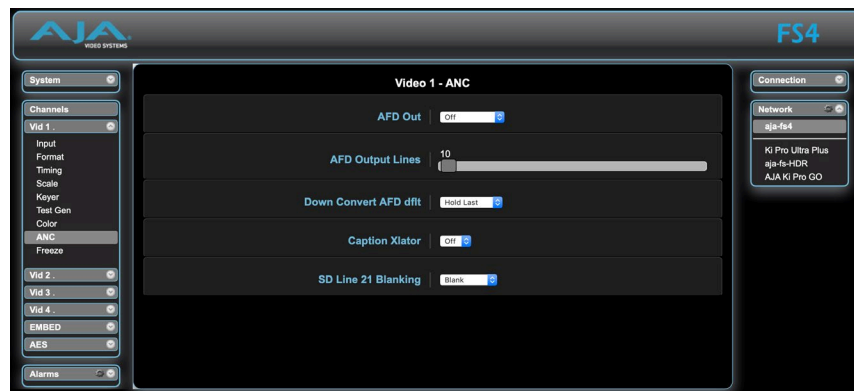 AJA
VIDEO SYSTEMS
FS4
System
Channels
Vid 1 .
Input
Format
Timing
Scale
Keyer
Test Gen
Color
ANC
Freeze
Vid 2 .
Vid 3 .
Vid 4 .
EMBED
AES
Alarms
Video 1 - ANC
AFD Out Off
AFD Output Lines 10
Down Convert AFD dflt Hold Last
Caption Xlator Off
SD Line 21 Blanking Blank
Connection
Network
aja-fs4
Ki Pro Ultra Plus
aja-fs-HDR
AJA Ki Pro GO